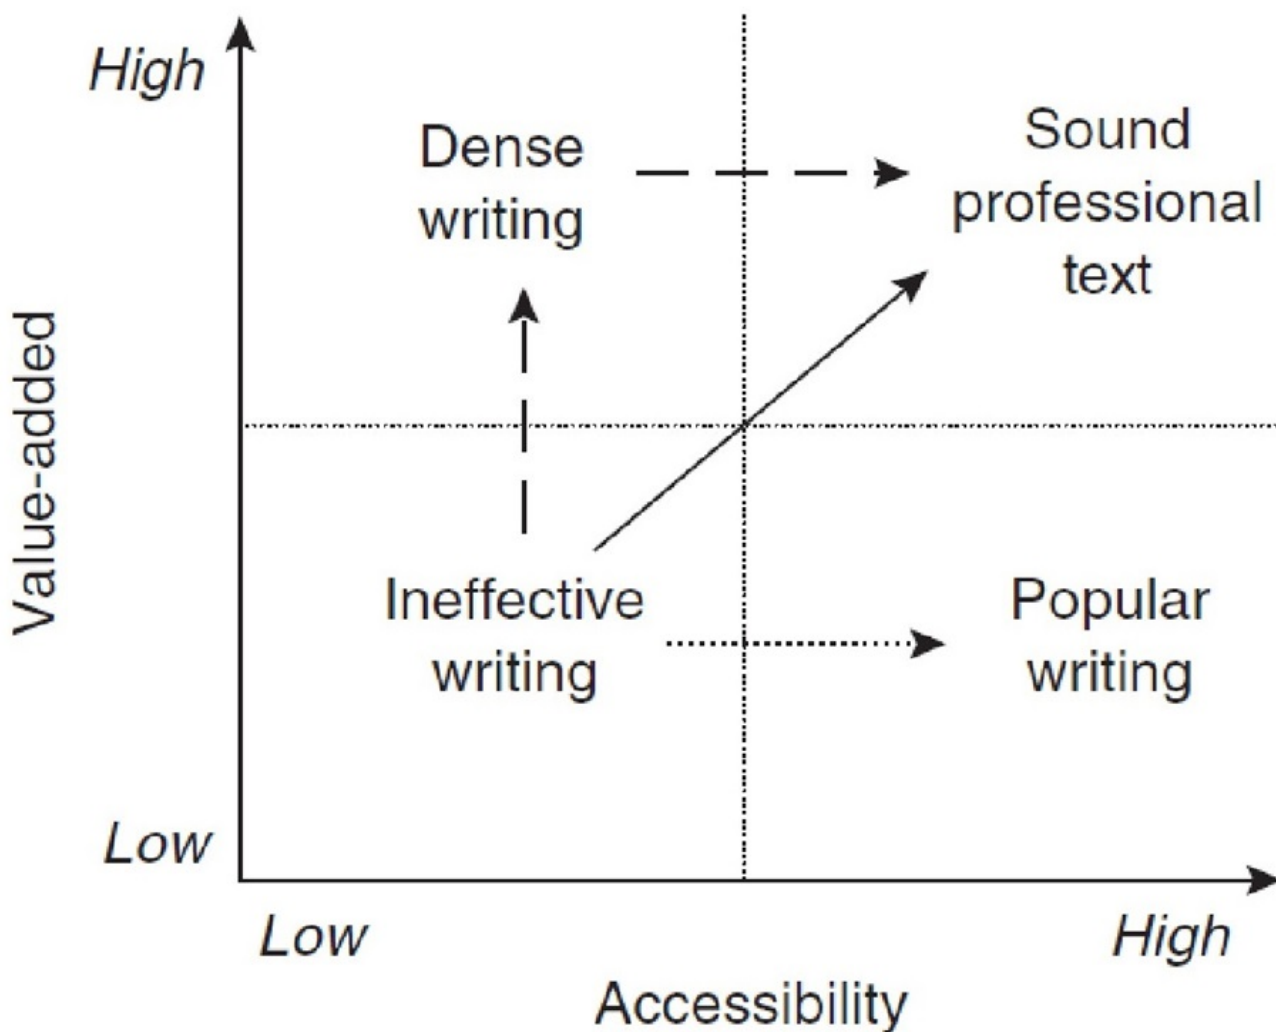 High
Dense
writing
Sound
professional
text
Value-added
Ineffective
writing
Popular
writing
Low
Low
High
Accessibility